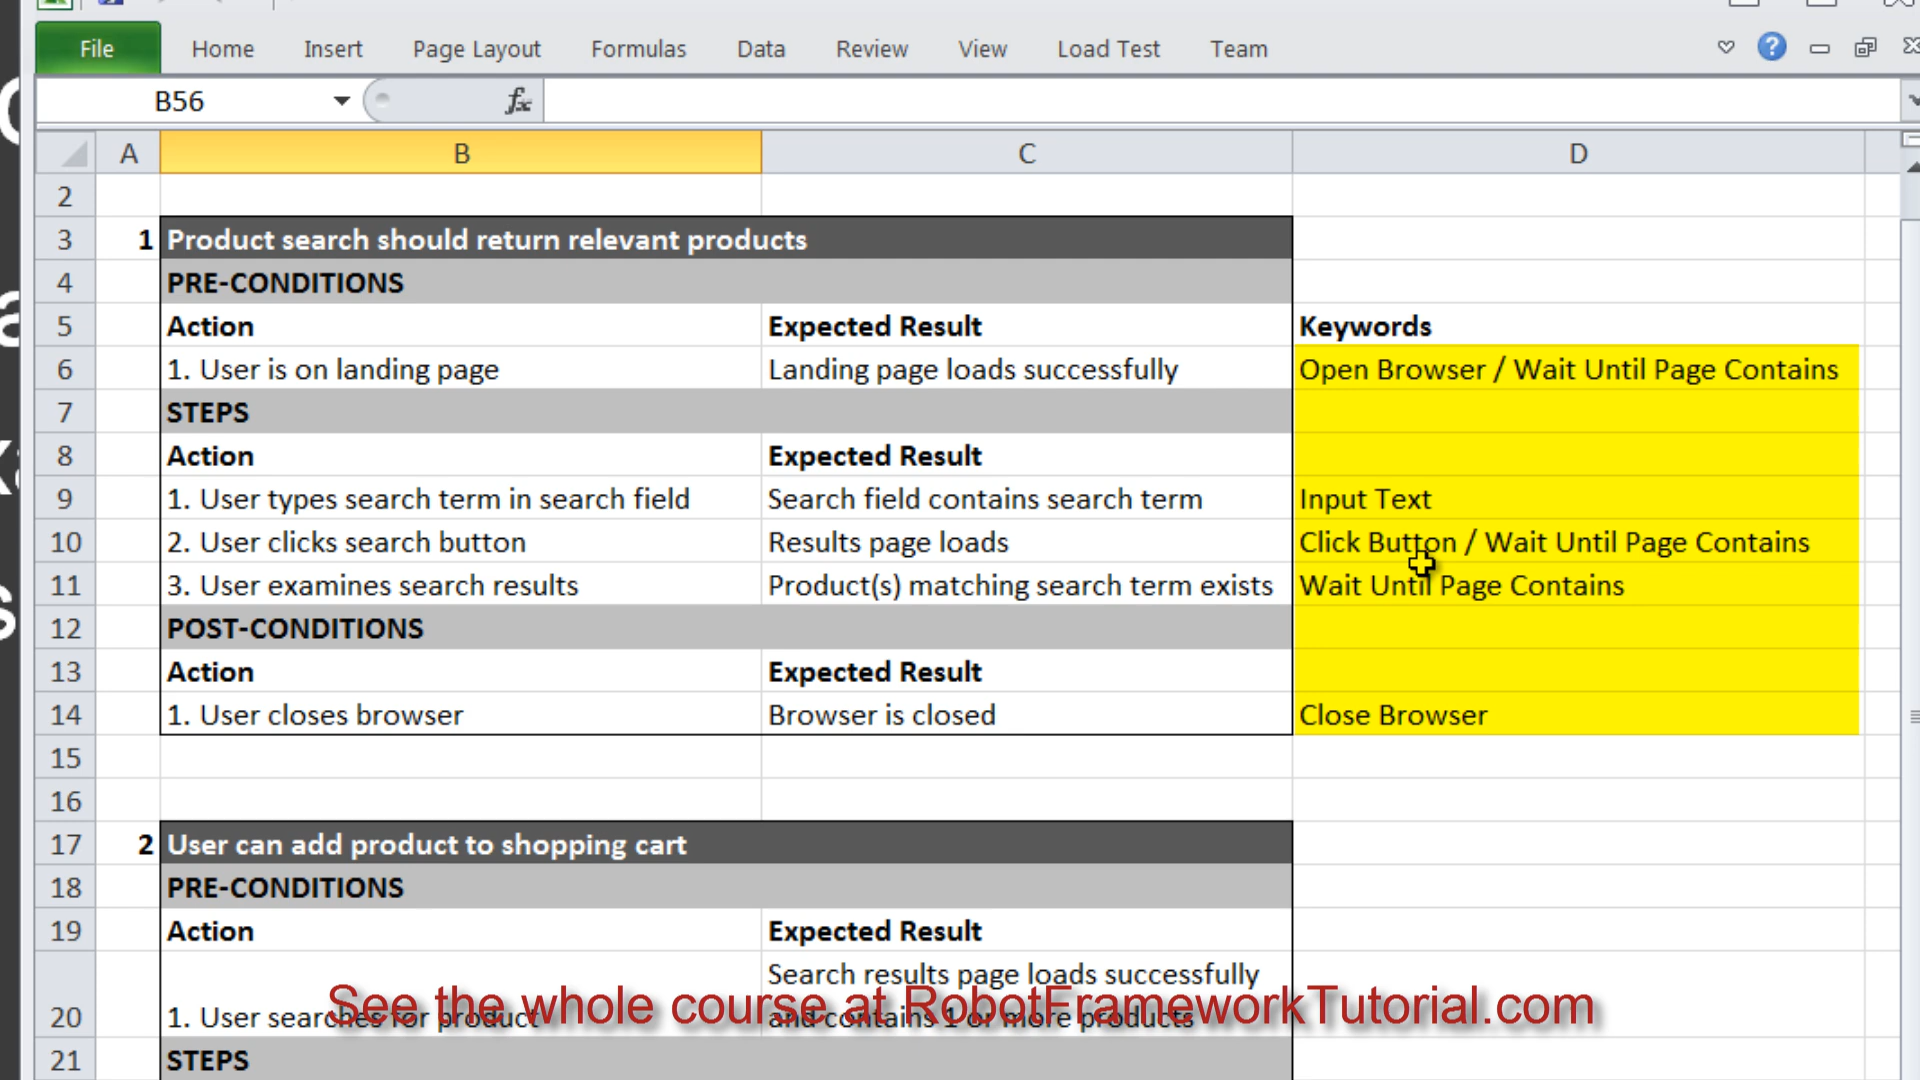 File Home Insert Page Layout Formulas Data Review View Load Test Team
B56 fx
A B C D
2
3 1 Product search should return relevant products
4 PRE-CONDITIONS
5 Action Expected Result Keywords
6 1. User is on landing page Landing page loads successfully Open Browser / Wait Until Page Contains
7 STEPS
8 Action Expected Result
9 1. User types search term in search field Search field contains search term Input Text
10 2. User clicks search button Results page loads Click Button / Wait Until Page Contains
11 3. User examines search results Product(s) matching search term exists Wait Until Page Contains
12 POST-CONDITIONS
13 Action Expected Result
14 1. User closes browser Browser is closed Close Browser
15
16
17 2 User can add product to shopping cart
18 PRE-CONDITIONS
19 Action Expected Result
Search results page loads successfully
20 1. User searches for product and contains 1 or more products
See the whole course at RobotFrameworkTutorial.com
21 STEPS